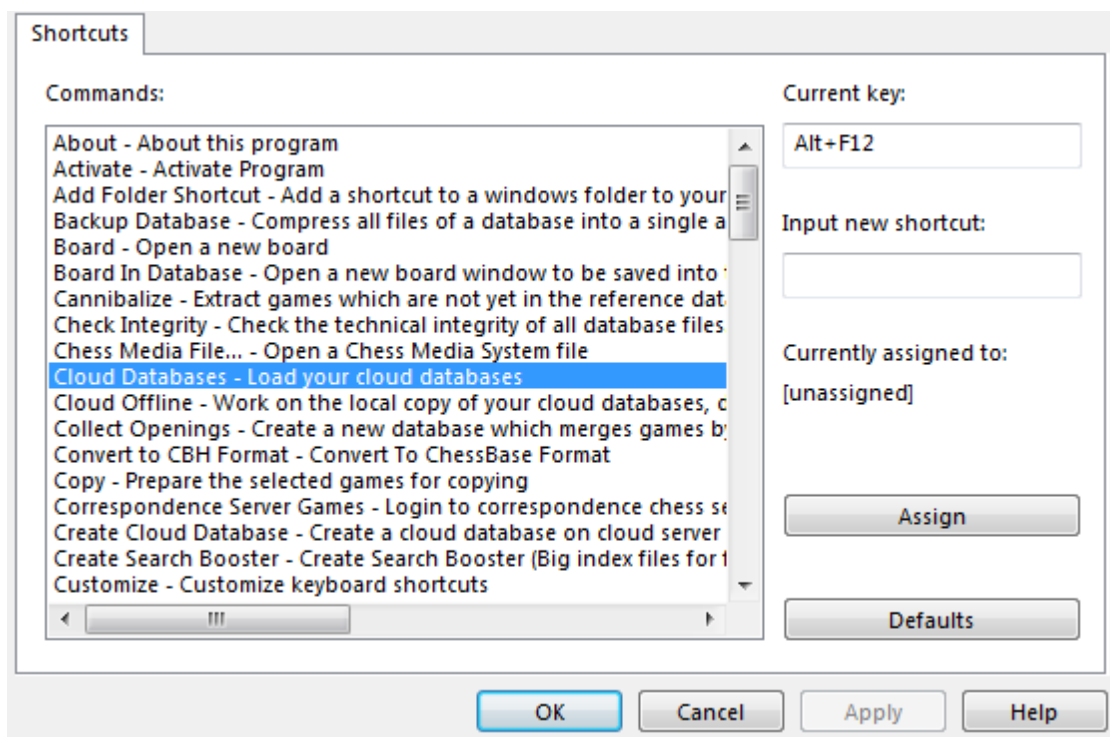 Shortcuts
Commands:
About - About this program
Activate - Activate Program
Add Folder Shortcut - Add a shortcut to a windows folder to your
Backup Database - Compress all files of a database into a single a
Board - Open a new board
Board In Database - Open a new board window to be saved into
Cannibalize - Extract games which are not yet in the reference dat
Check Integrity - Check the technical integrity of all database files
Chess Media File... - Open a Chess Media System file
Cloud Databases - Load your cloud databases
Cloud Offline - Work on the local copy of your cloud databases, c
Collect Openings - Create a new database which merges games by
Convert to CBH Format - Convert To ChessBase Format
Copy - Prepare the selected games for copying
Correspondence Server Games - Login to correspondence chess se
Create Cloud Database - Create a cloud database on cloud server
Create Search Booster - Create Search Booster (Big index files for f
Customize - Customize keyboard shortcuts
Current key:
Alt+F12
Input new shortcut:
Currently assigned to:
[unassigned]
Assign
Defaults
OK
Cancel
Apply
Help